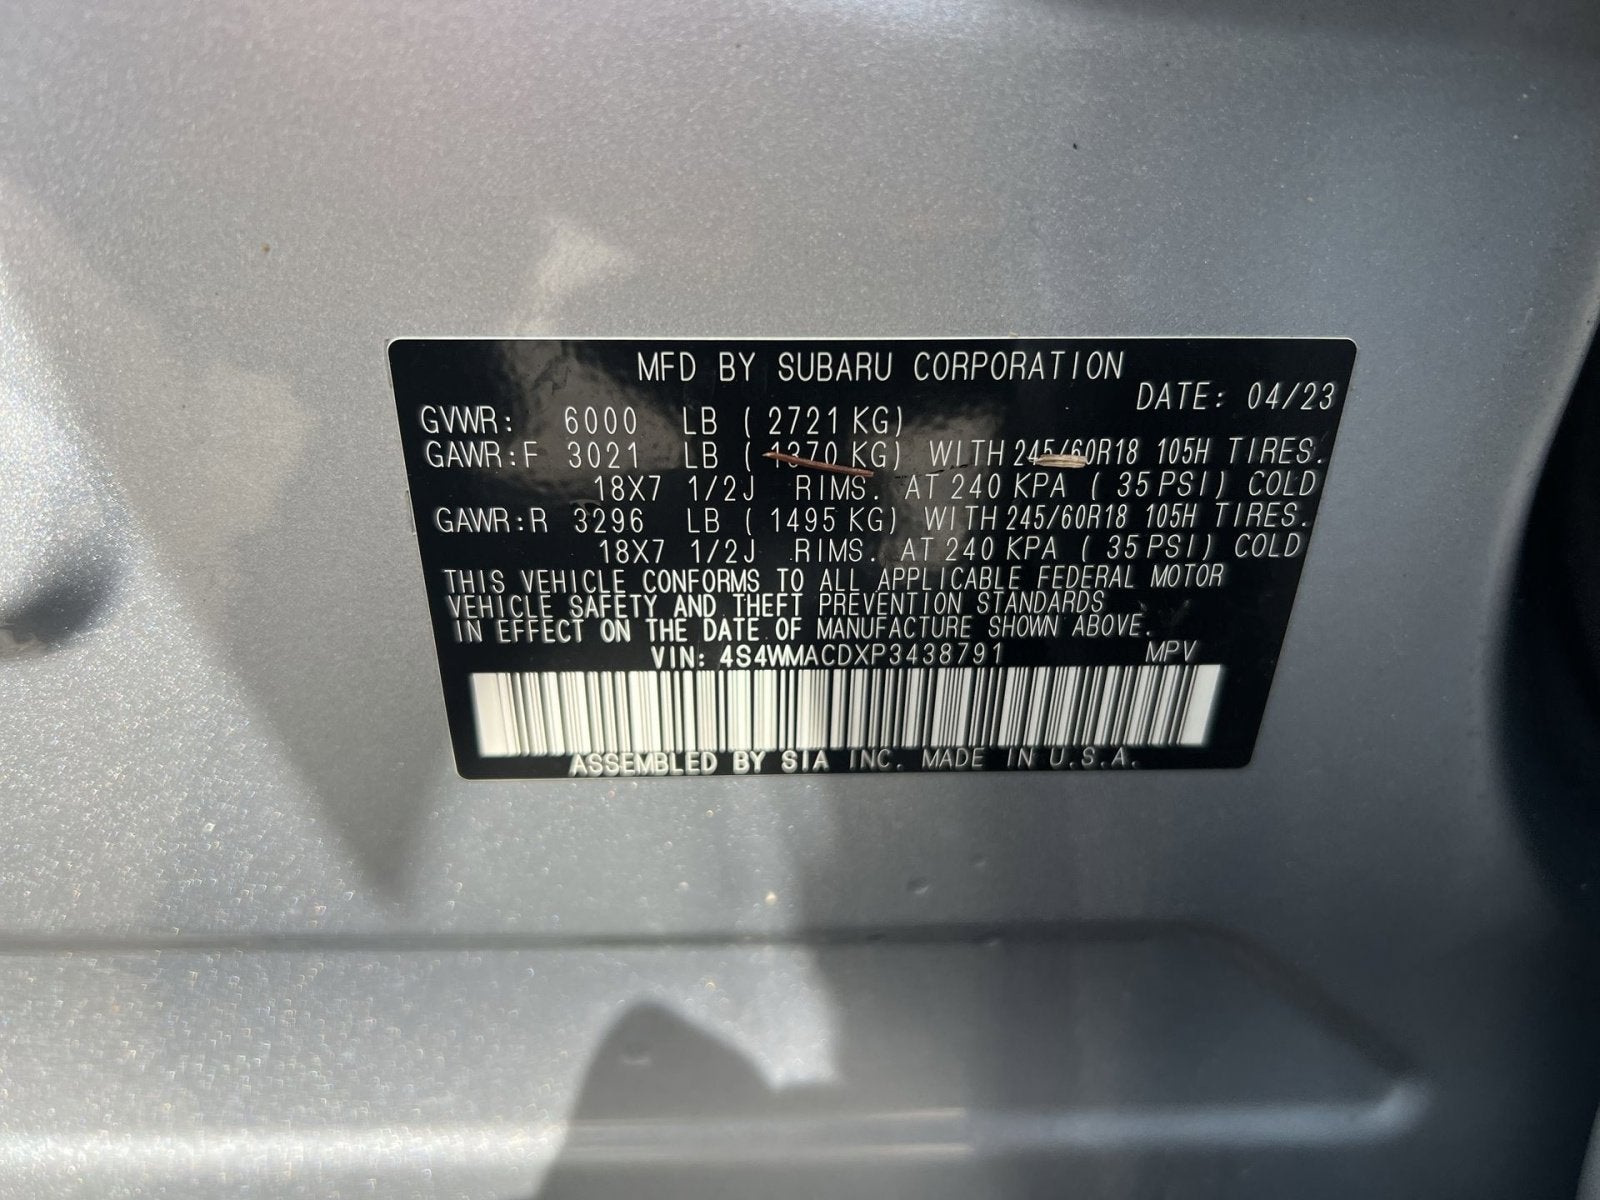 MFD BY SUBARU CORPORATION
DATE: 04/23
GVWR: 6000 LB ( 2721 KG)
GAWR:F 3021 LB ( 1370 KG) WITH 245/60R18 105H TIRES.
18X7 1/2J RIMS. AT 240 KPA ( 35 PSI) COLD
GAWR:R 3296 LB ( 1495 KG) WITH 245/60R18 105H TIRES.
18X7 1/2J RIMS. AT 240 KPA ( 35 PSI) COLD
THIS VEHICLE CONFORMS TO ALL APPLICABLE FEDERAL MOTOR
VEHICLE SAFETY AND THEFT PREVENTION STANDARDS
IN EFFECT ON THE DATE OF MANUFACTURE SHOWN ABOVE.
VIN: 4S4WMACDXP3438791 MPV
ASSEMBLED BY SIA INC. MADE IN U.S.A.